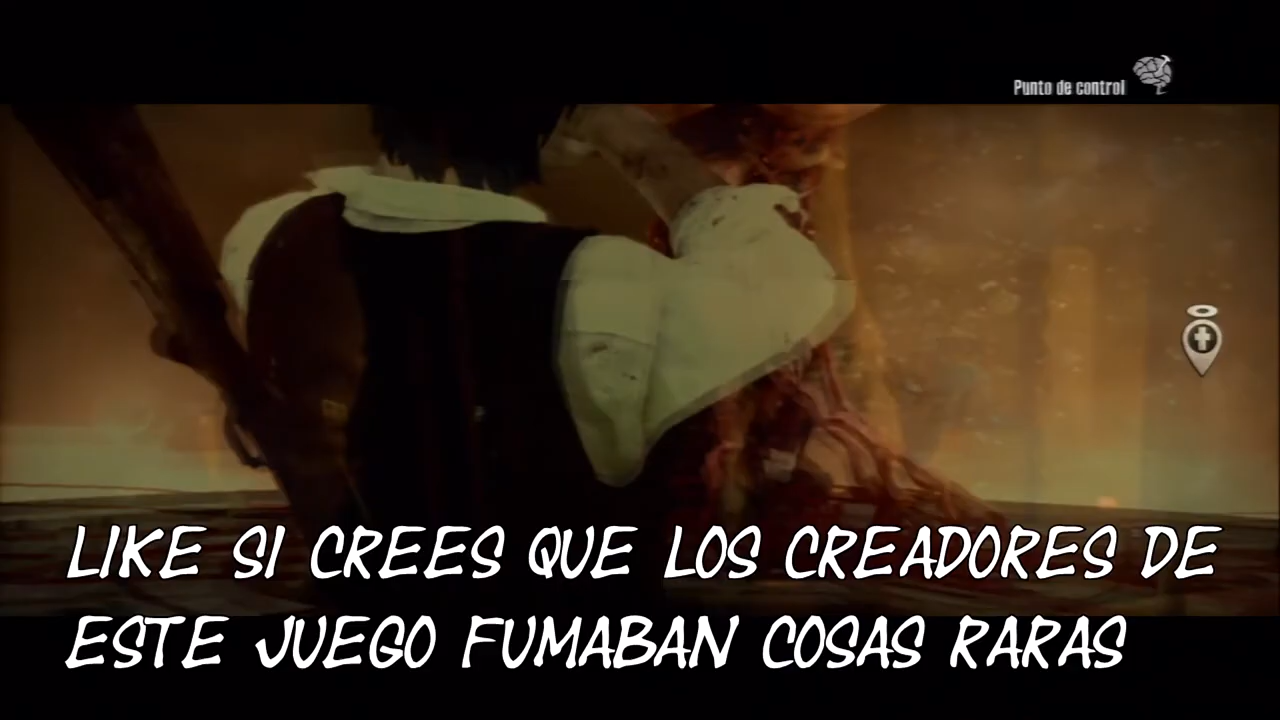 Punto de control
LIKE SI CREES QUE LOS CREADORES DE
ESTE JUEGO FUMABAN COSAS RARAS